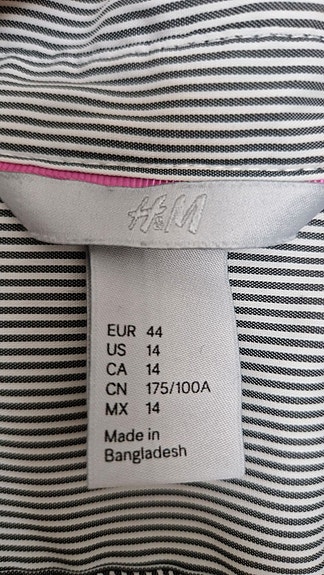 H&M
EUR 44
US 14
CA 14
CN 175/100A
MX 14
Made in
Bangladesh